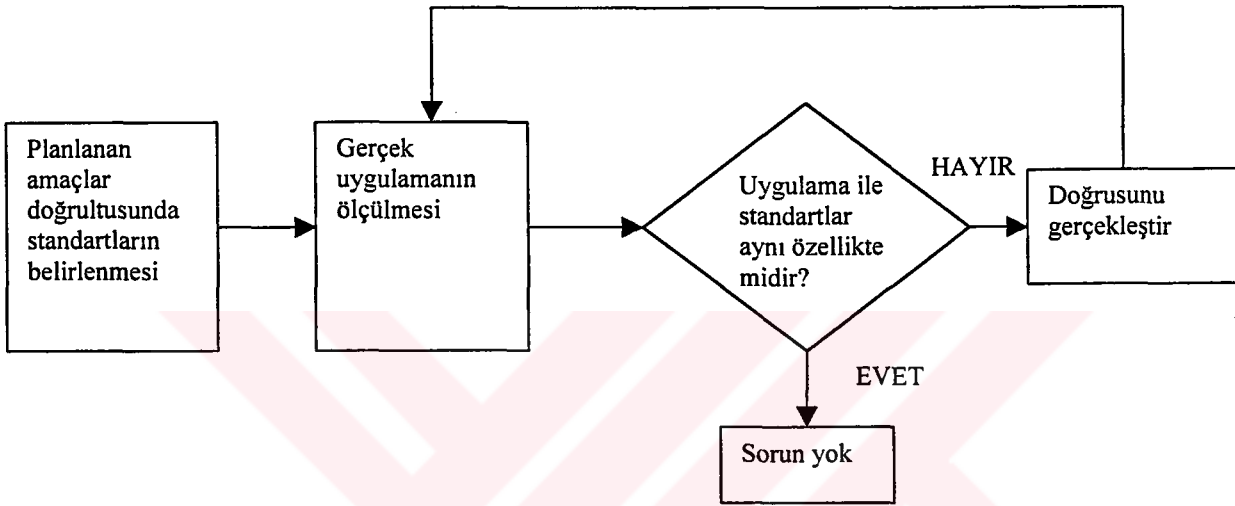 Planlanan
amaçlar
doğrultusunda
standartların
belirlenmesi
Gerçek
uygulamanın
ölçülmesi
Uygulama ile
standartlar
aynı özellikte
midir?
HAYIR
Doğrusunu
gerçekleştir
EVET
Sorun yok